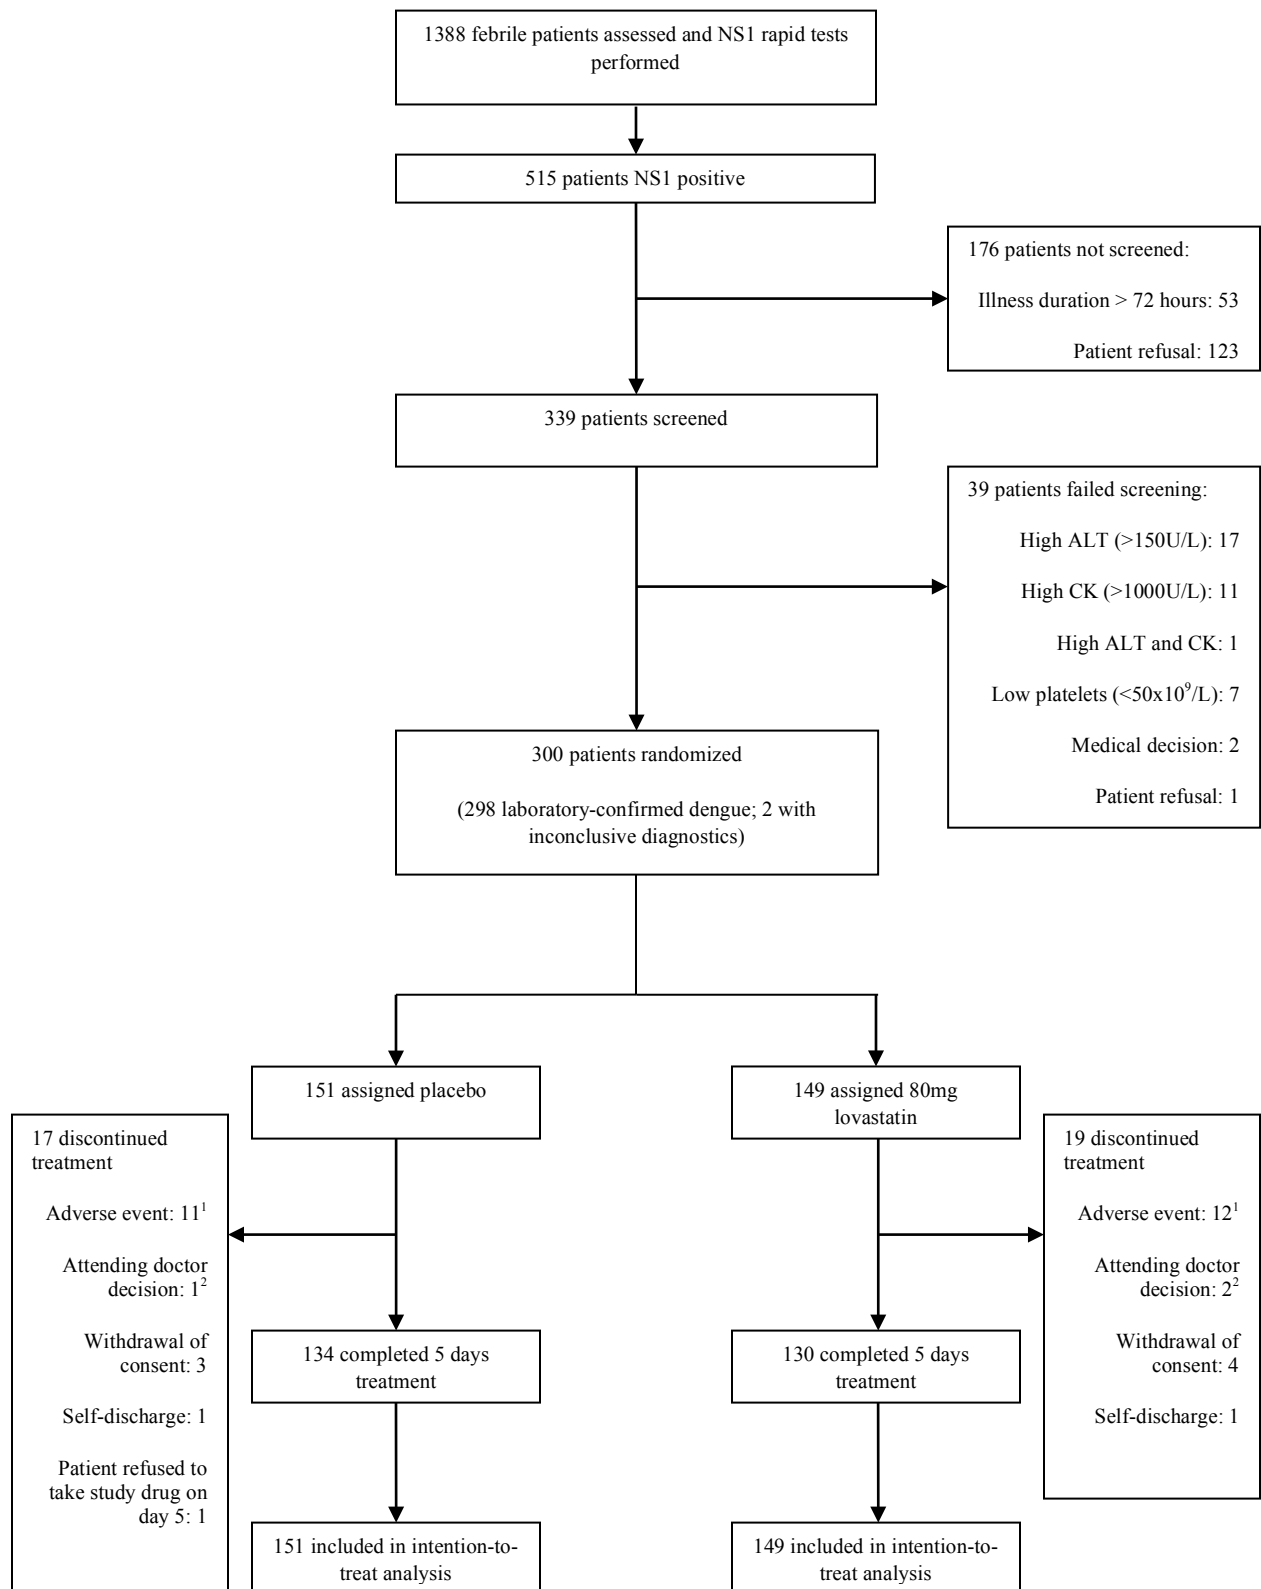 1388 febrile patients assessed and NS1 rapid tests
performed
515 patients NS1 positive
176 patients not screened:
Illness duration > 72 hours: 53
Patient refusal: 123
339 patients screened
39 patients failed screening:
High ALT (>150U/L): 17
High CK (>1000U/L): 11
High ALT and CK: 1
Low platelets (<50x10⁹/L): 7
Medical decision: 2
Patient refusal: 1
300 patients randomized
(298 laboratory-confirmed dengue; 2 with
inconclusive diagnostics)
151 assigned placebo
149 assigned 80mg
lovastatin
17 discontinued
treatment
Adverse event: 11¹
Attending doctor
decision: 1²
Withdrawal of
consent: 3
Self-discharge: 1
Patient refused to
take study drug on
day 5: 1
19 discontinued
treatment
Adverse event: 12¹
Attending doctor
decision: 2²
Withdrawal of
consent: 4
Self-discharge: 1
134 completed 5 days
treatment
130 completed 5 days
treatment
151 included in intention-to-
treat analysis
149 included in intention-to-
treat analysis